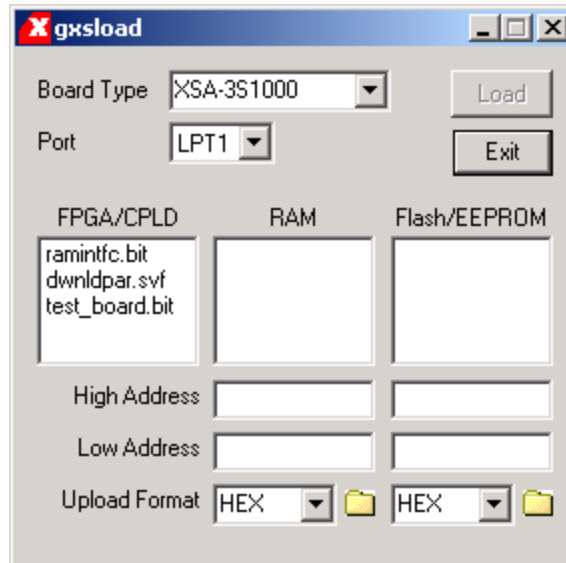 gxsload
Board Type XSA-3S1000 Load
Port LPT1 Exit
FPGA/CPLD RAM Flash/EEPROM
ramintfc.bit
dwnldpar.svf
test_board.bit
High Address
Low Address
Upload Format HEX HEX